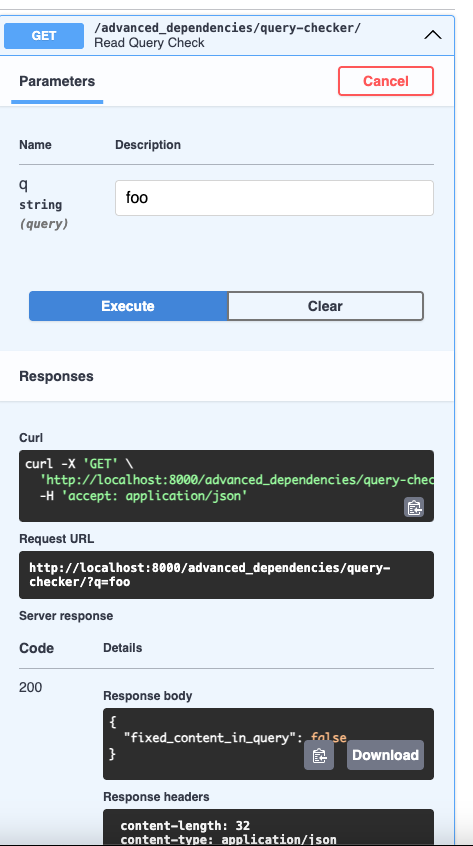 GET /advanced_dependencies/query-checker/
Read Query Check
Parameters Cancel
Name Description
q
string
(query)
foo
Execute Clear
Responses
Curl
curl -X 'GET' \
'http://localhost:8000/advanced_dependencies/query-chec
-H 'accept: application/json'
Request URL
http://localhost:8000/advanced_dependencies/query-
checker/?q=foo
Server response
Code Details
200
Response body
{
"fixed_content_in_query": false
}
Download
Response headers
content-length: 32
content-type: application/json